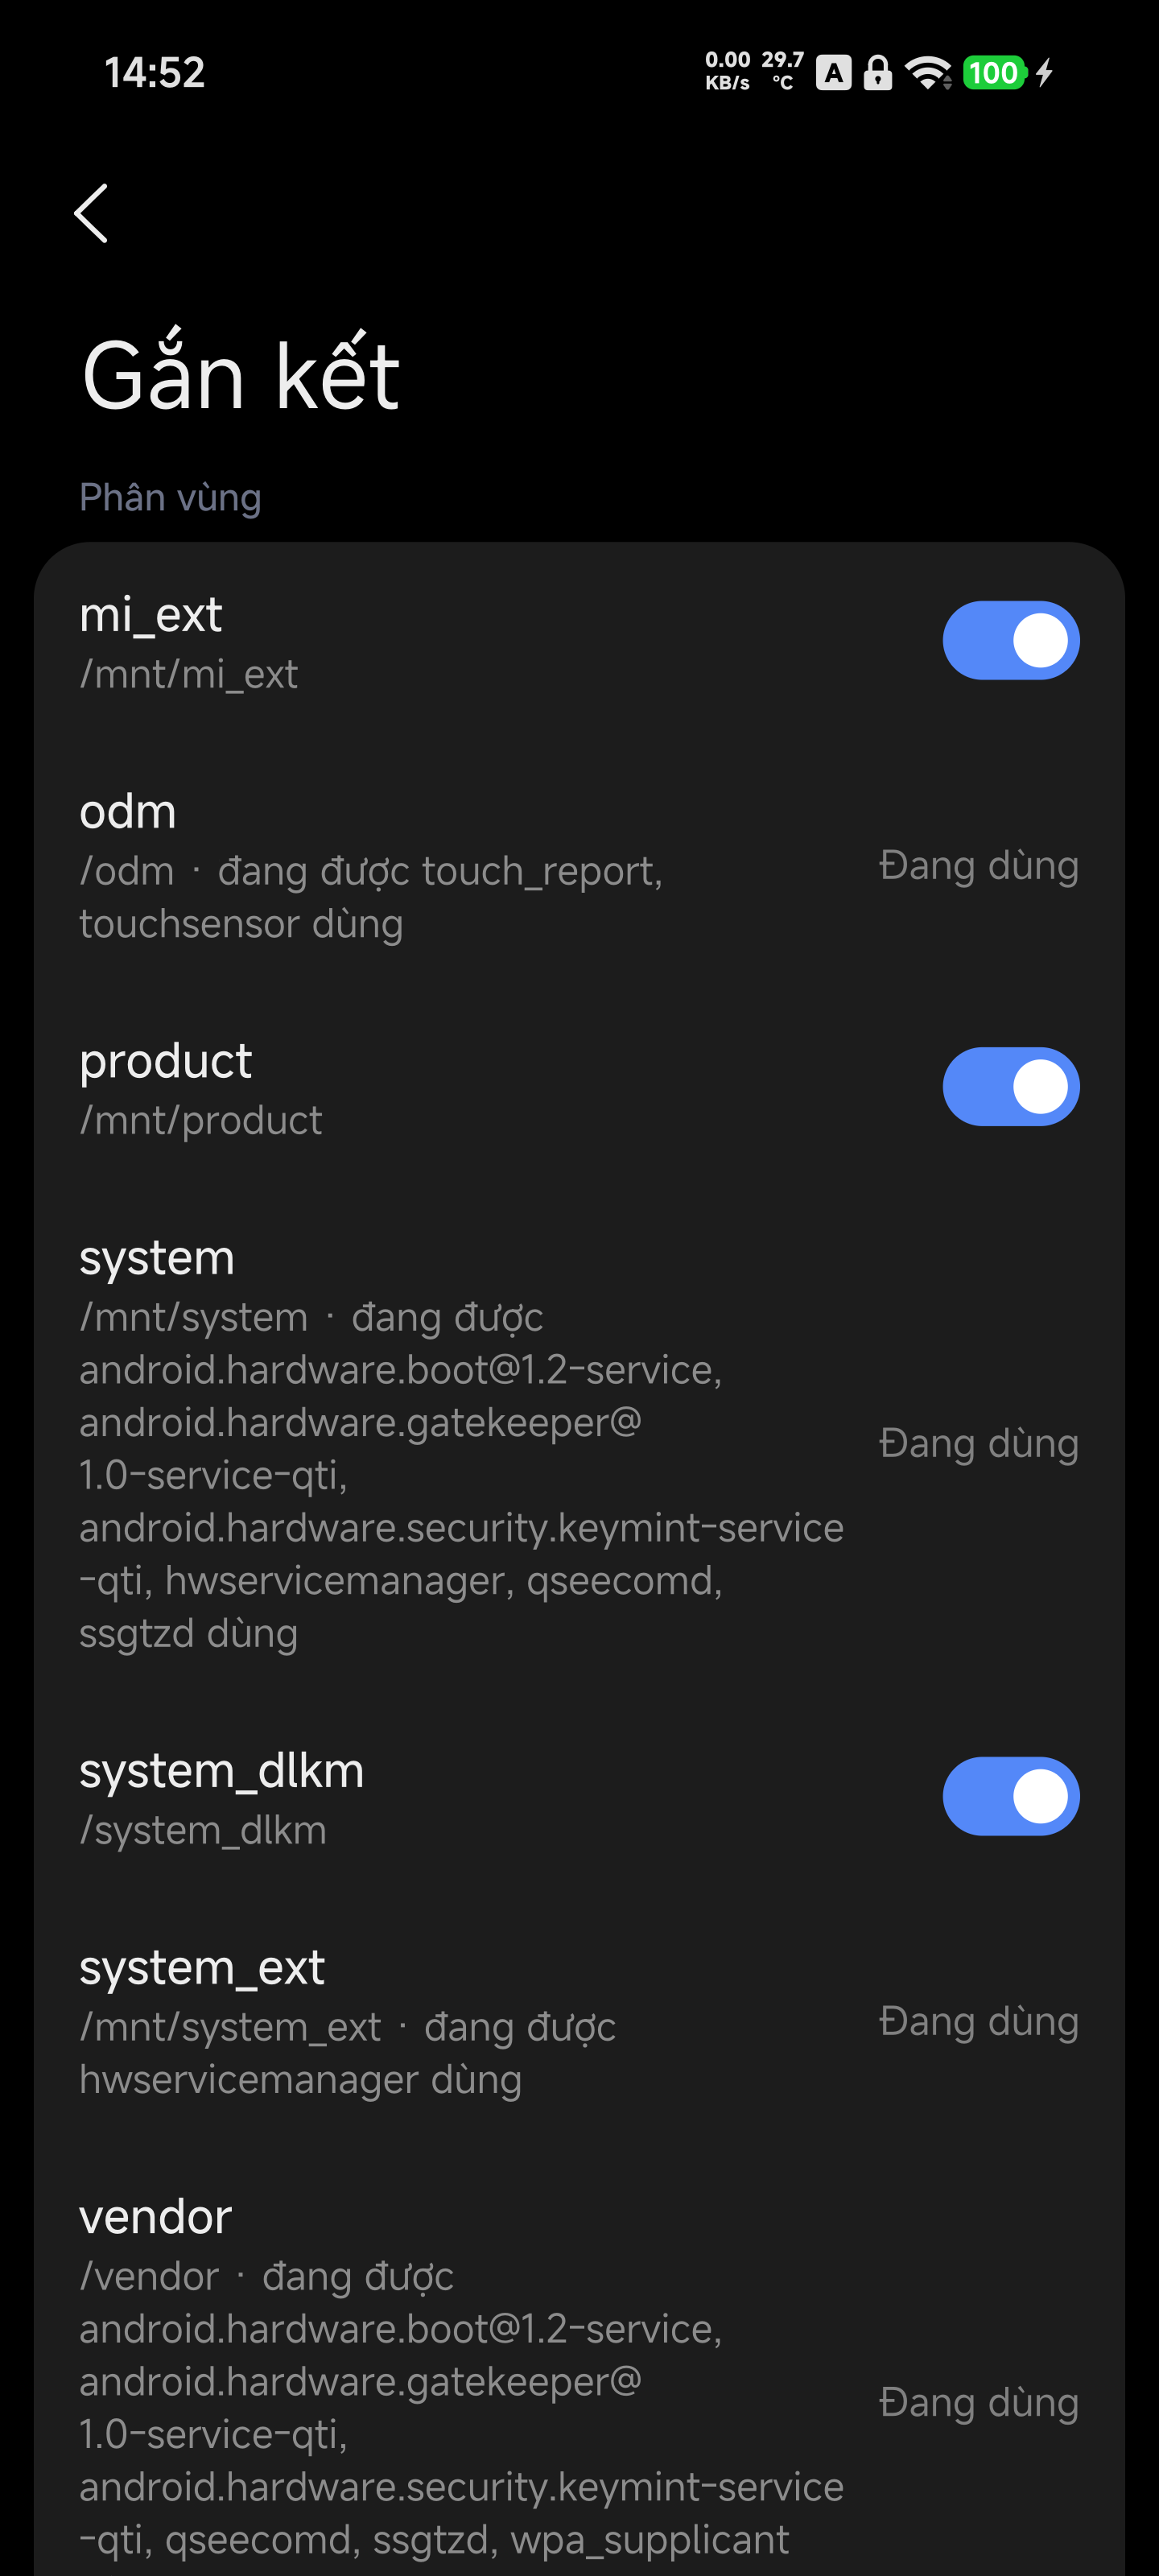 14:52
0.00 KB/s 29.7 °C A 100
Gắn kết
Phân vùng
mi_ext
/mnt/mi_ext
odm
/odm · đang được touch_report,
touchsensor dùng
Đang dùng
product
/mnt/product
system
/mnt/system · đang được
android.hardware.boot@1.2-service,
android.hardware.gatekeeper@
1.0-service-qti,
android.hardware.security.keymint-service
-qti, hwservicemanager, qseecomd,
ssgtzd dùng
Đang dùng
system_dlkm
/system_dlkm
system_ext
/mnt/system_ext · đang được
hwservicemanager dùng
Đang dùng
vendor
/vendor · đang được
android.hardware.boot@1.2-service,
android.hardware.gatekeeper@
1.0-service-qti,
android.hardware.security.keymint-service
-qti, qseecomd, ssgtzd, wpa_supplicant
Đang dùng